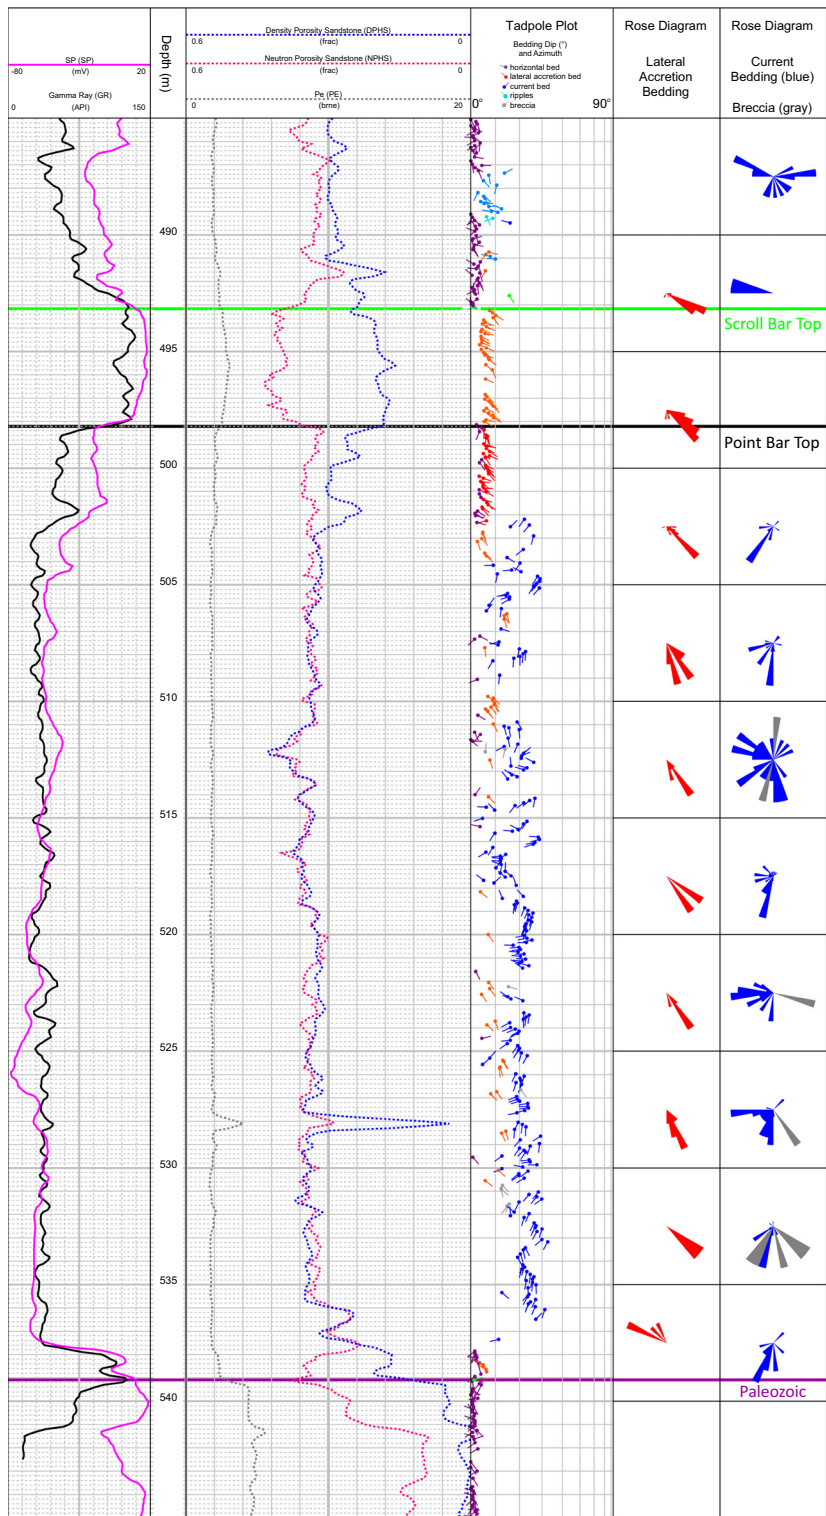 SP (SP)
-80 (mV) 20
Gamma Ray (GR)
0 (API) 150
Depth (m)
Density Porosity Sandstone (DPHS)
0.6 (frac) 0
Neutron Porosity Sandstone (NPHS)
0.6 (frac) 0
Pe (PE)
0 (brne) 20
Tadpole Plot
Bedding Dip (°)
and Azimuth
horizontal bed
lateral accretion bed
current bed
ripples
breccia
0° 90°
Rose Diagram
Lateral
Accretion
Bedding
Rose Diagram
Current
Bedding (blue)
Breccia (gray)
490
Scroll Bar Top
495
Point Bar Top
500
505
510
515
520
525
530
535
Paleozoic
540